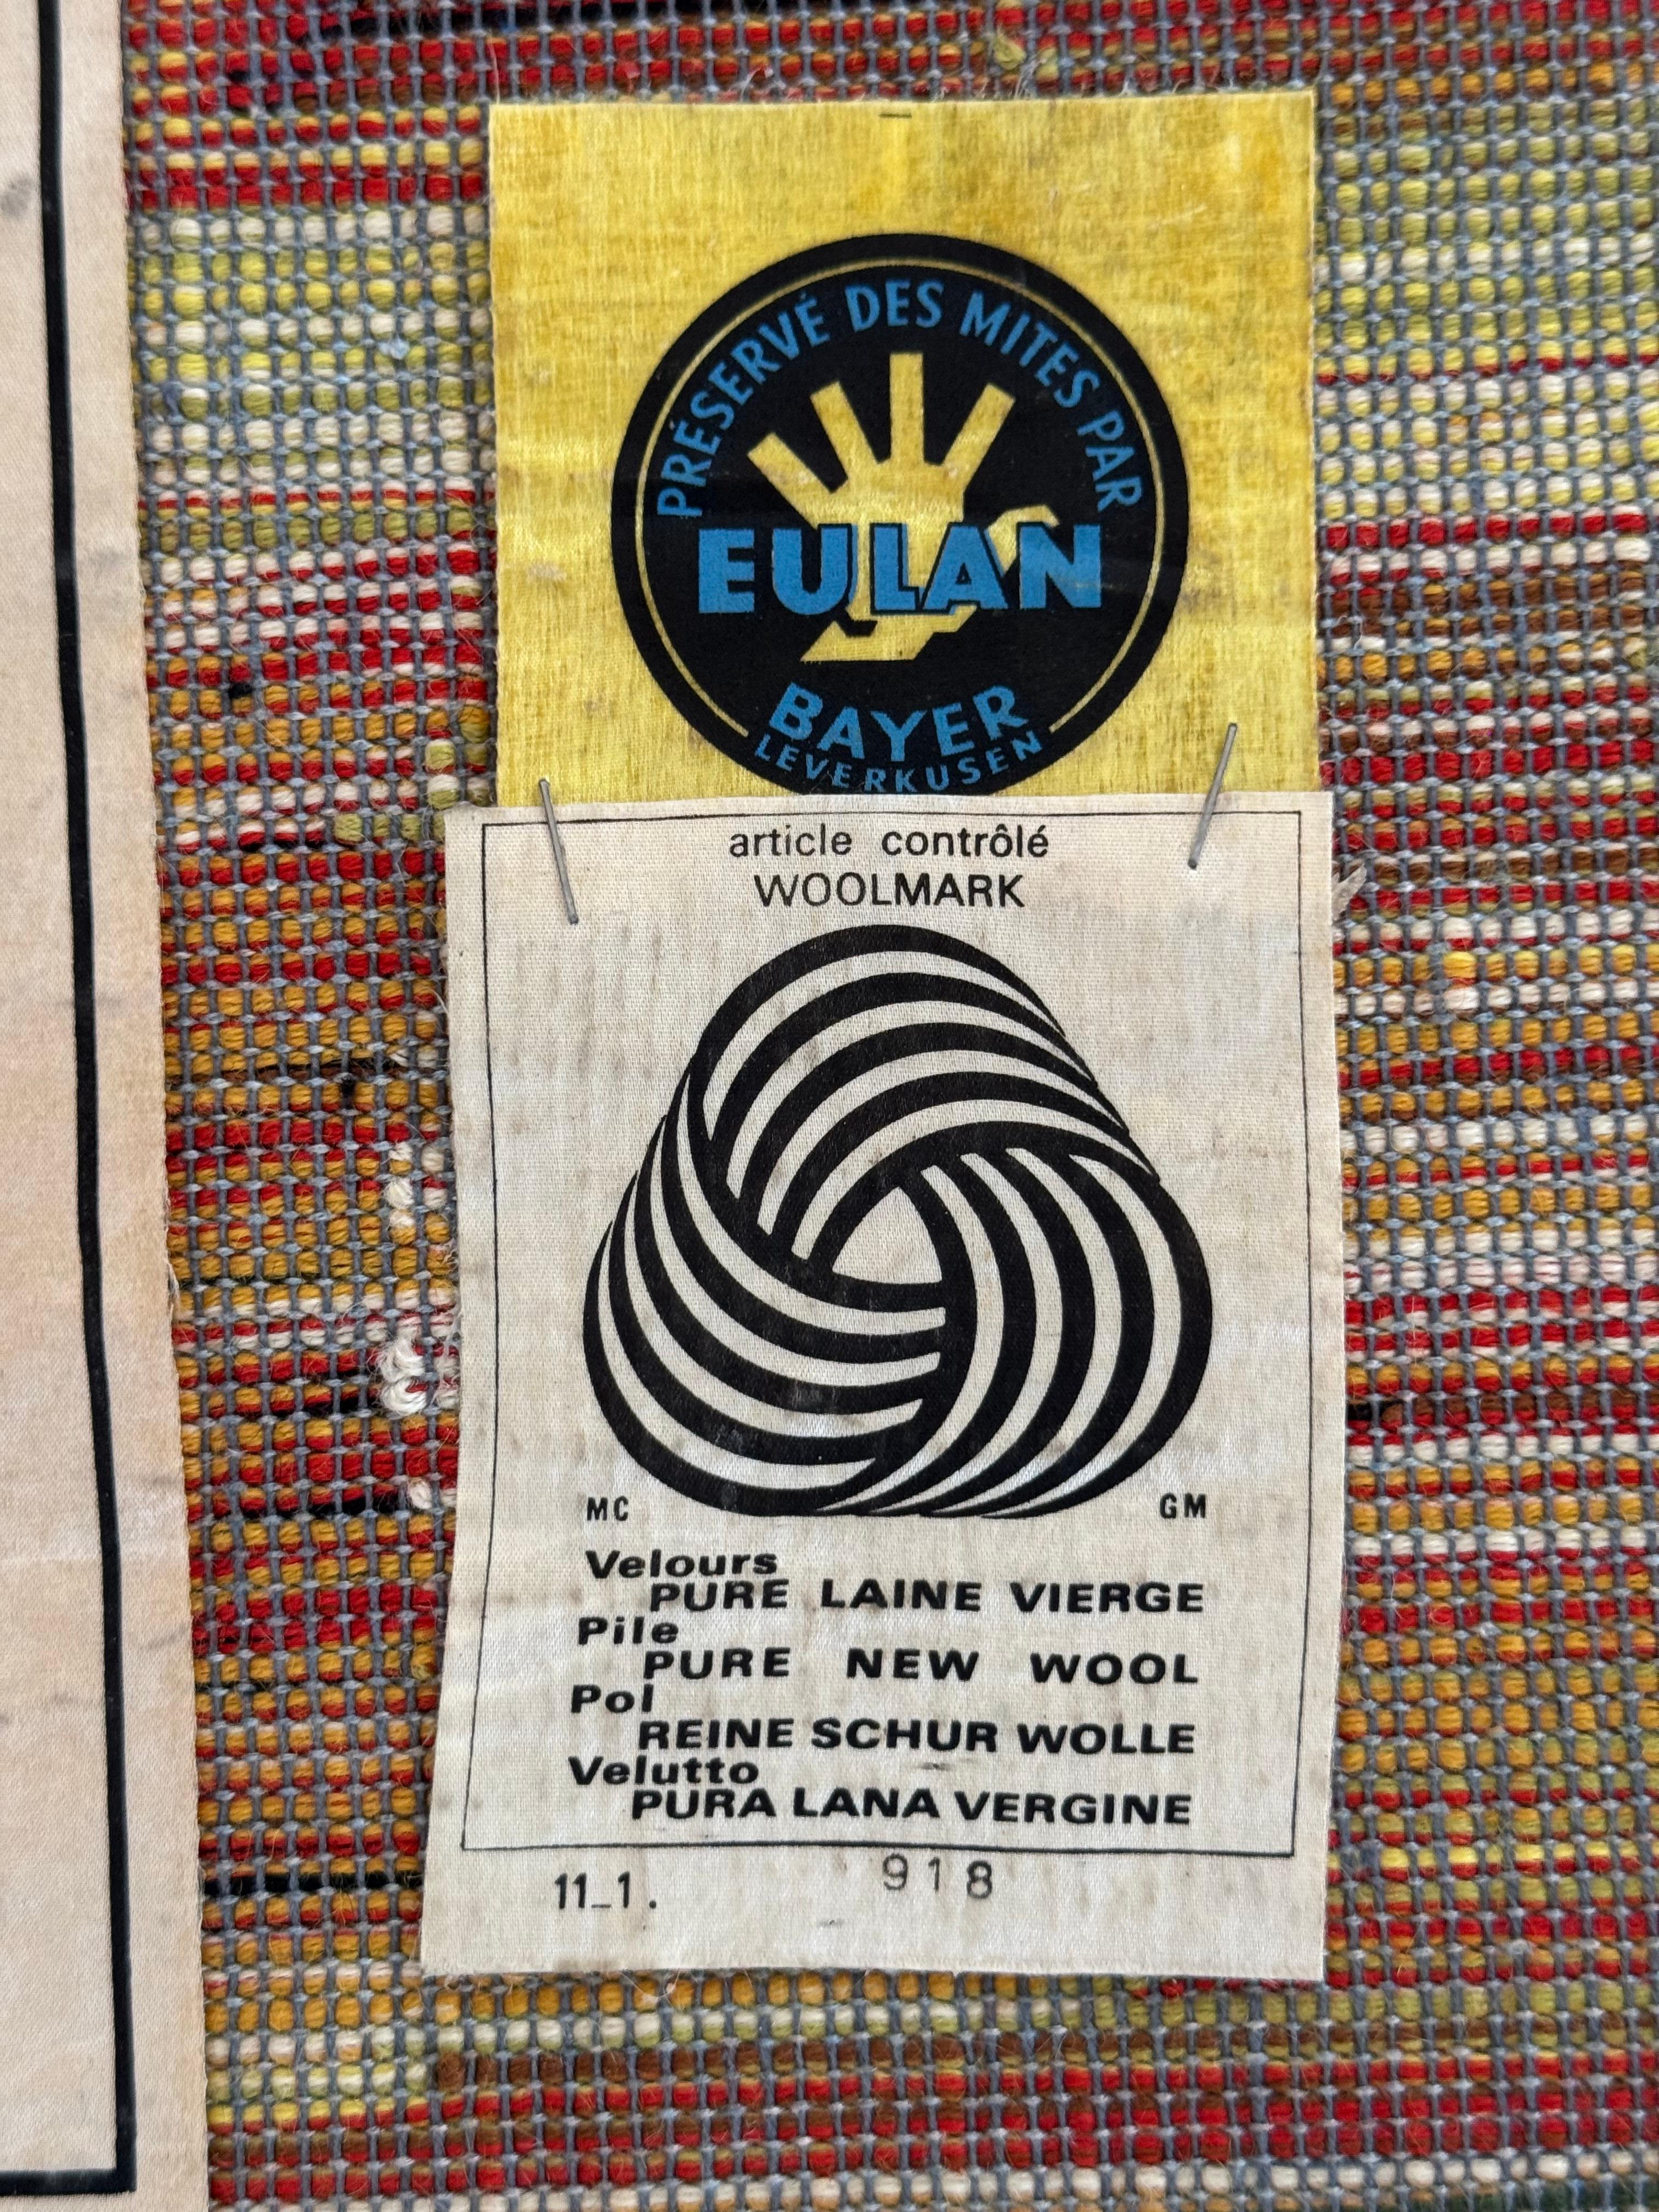 PRÉSERVÉ DES MITES PAR
EULAN
BAYER
LEVERKUSEN
article contrôlé
WOOLMARK
MC GM
Velours
PURE LAINE VIERGE
Pile
PURE NEW WOOL
Pol
REINE SCHUR WOLLE
Velutto
PURA LANA VERGINE
11_1. 918